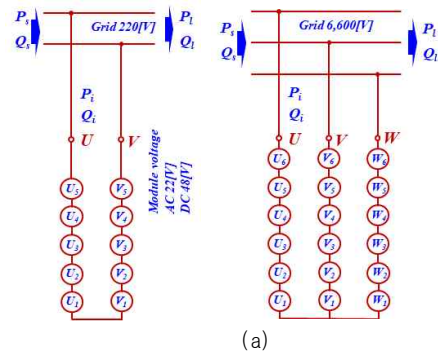 Pₛ
Qₛ
Grid 220[V]
Pₗ
Qₗ
Pᵢ
Qᵢ
U
V
U₅
U₄
U₃
U₂
U₁
V₅
V₄
V₃
V₂
V₁
Module voltage
AC 22[V]
DC 48[V]
Pₛ
Qₛ
Grid 6,600[V]
Pₗ
Qₗ
Pᵢ
Qᵢ
U
V
W
U₆
U₅
U₄
U₃
U₂
U₁
V₆
V₅
V₄
V₃
V₂
V₁
W₆
W₅
W₄
W₃
W₂
W₁
(a)